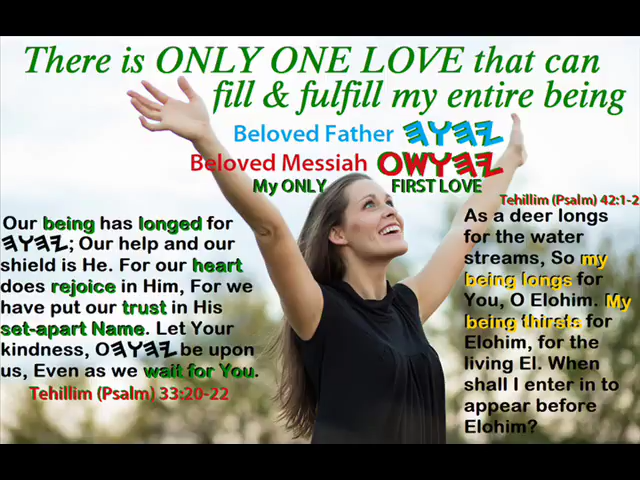 There is ONLY ONE LOVE that can
fill & fulfill my entire being
Beloved Father 𐤉𐤄𐤅𐤄
Beloved Messiah 𐤉𐤄𐤅𐤔𐤏
My ONLY FIRST LOVE
Our being has longed for
𐤉𐤄𐤅𐤄; Our help and our
shield is He. For our heart
does rejoice in Him, For we
have put our trust in His
set-apart Name. Let Your
kindness, O 𐤉𐤄𐤅𐤄 be upon
us, Even as we wait for You.
Tehillim (Psalm) 33:20-22
Tehillim (Psalm) 42:1-2
As a deer longs
for the water
streams, So my
being longs for
You, O Elohim. My
being thirsts for
Elohim, for the
living El. When
shall I enter in to
appear before
Elohim?